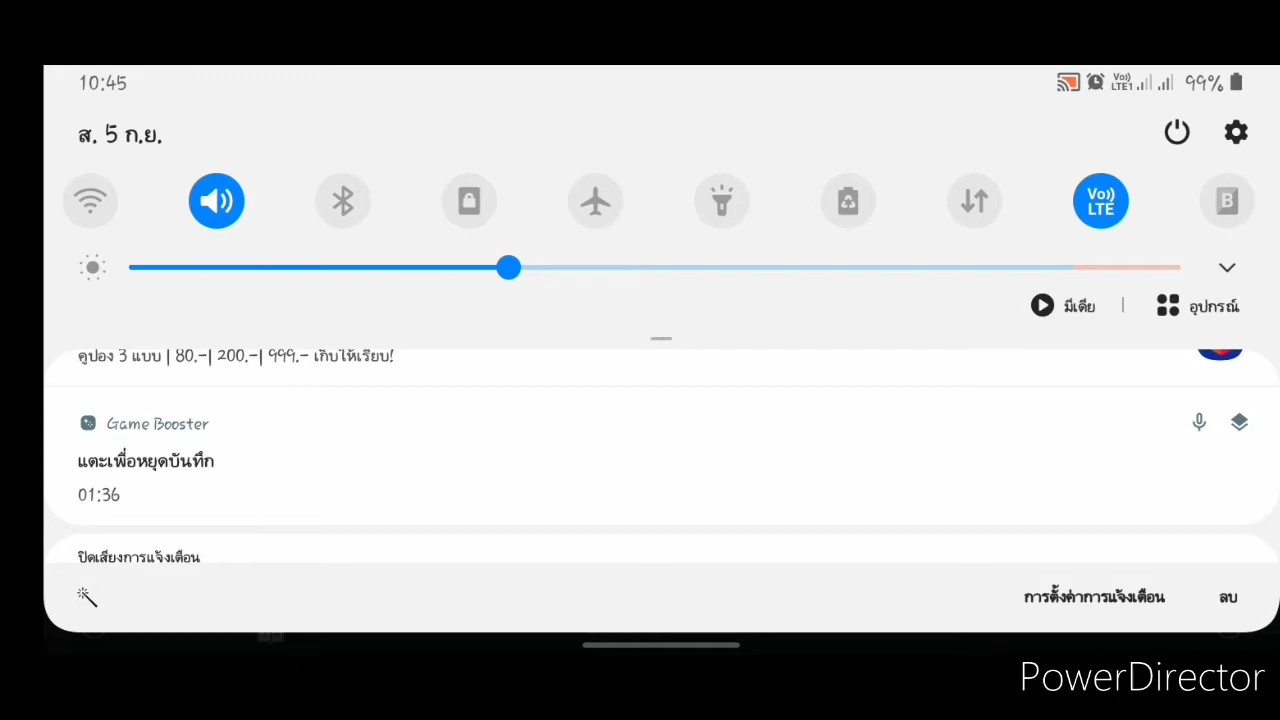 10:45
Vo)) LTE1 99%
ส. 5 ก.ย.
Vo)) LTE
B
มีเดีย | อุปกรณ์
คูปอง 3 แบบ | 80.-| 200.-| 999.- เก็บให้เรียบ!
Game Booster
แตะเพื่อหยุดบันทึก
01:36
ปิดเสียงการแจ้งเตือน
การตั้งค่าการแจ้งเตือน ลบ
PowerDirector